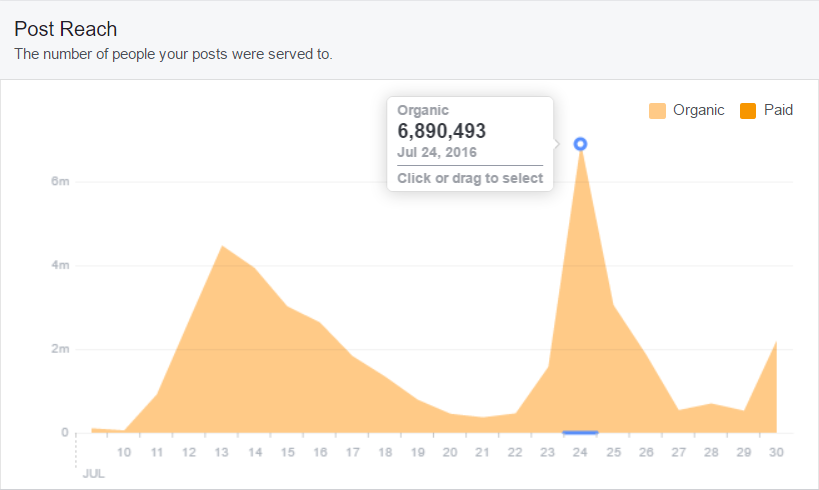 Post Reach
The number of people your posts were served to.
Organic
6,890,493
Jul 24, 2016
Click or drag to select
Organic Paid
6m
4m
2m
0
10 11 12 13 14 15 16 17 18 19 20 21 22 23 24 25 26 27 28 29 30
JUL